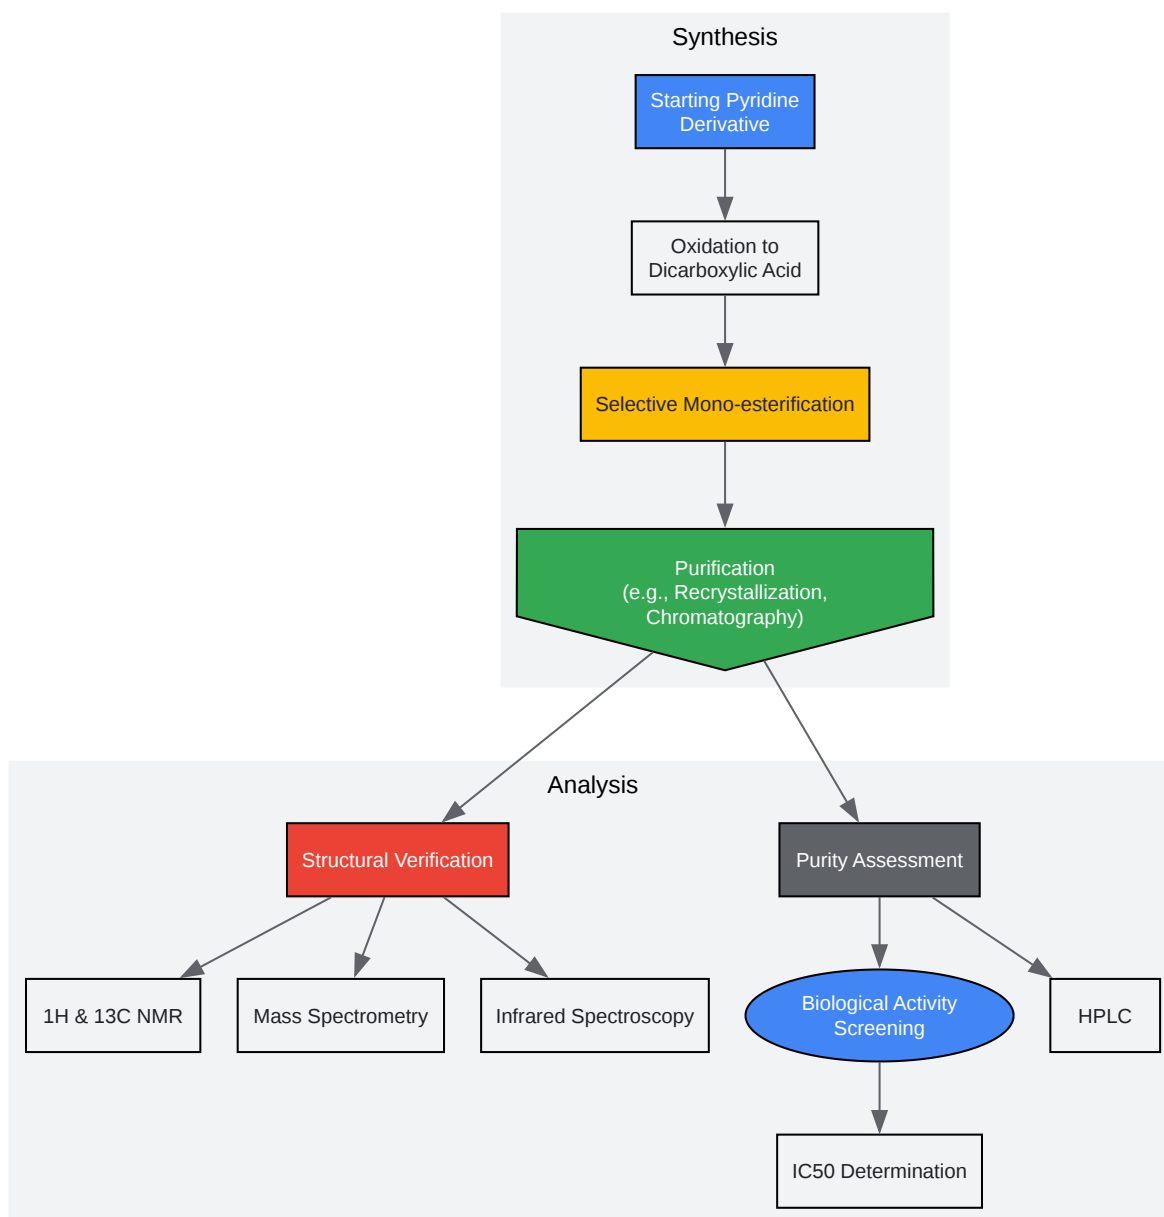 Synthesis
Starting Pyridine
Derivative
Oxidation to
Dicarboxylic Acid
Selective Mono-esterification
Purification
(e.g., Recrystallization,
Chromatography)
Analysis
Structural Verification
Purity Assessment
1H & 13C NMR
Mass Spectrometry
Infrared Spectroscopy
Biological Activity
Screening
HPLC
IC50 Determination